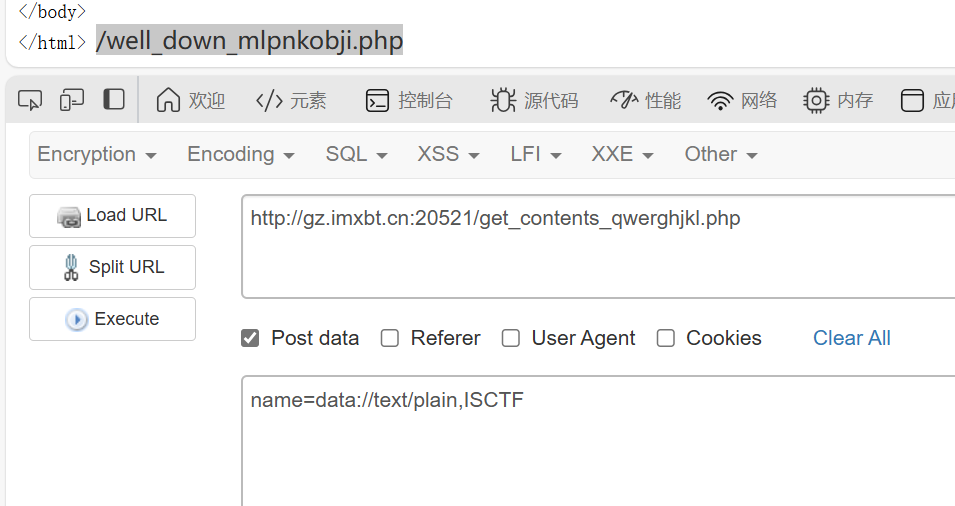 </body>
</html> /well_down_mlpnkobji.php
欢迎 </> 元素 控制台 源代码 性能 网络 内存 应
Encryption Encoding SQL XSS LFI XXE Other
Load URL
http://gz.imxbt.cn:20521/get_contents_qwerghjkl.php
Split URL
Execute
Post data Referer User Agent Cookies Clear All
name=data://text/plain,ISCTF